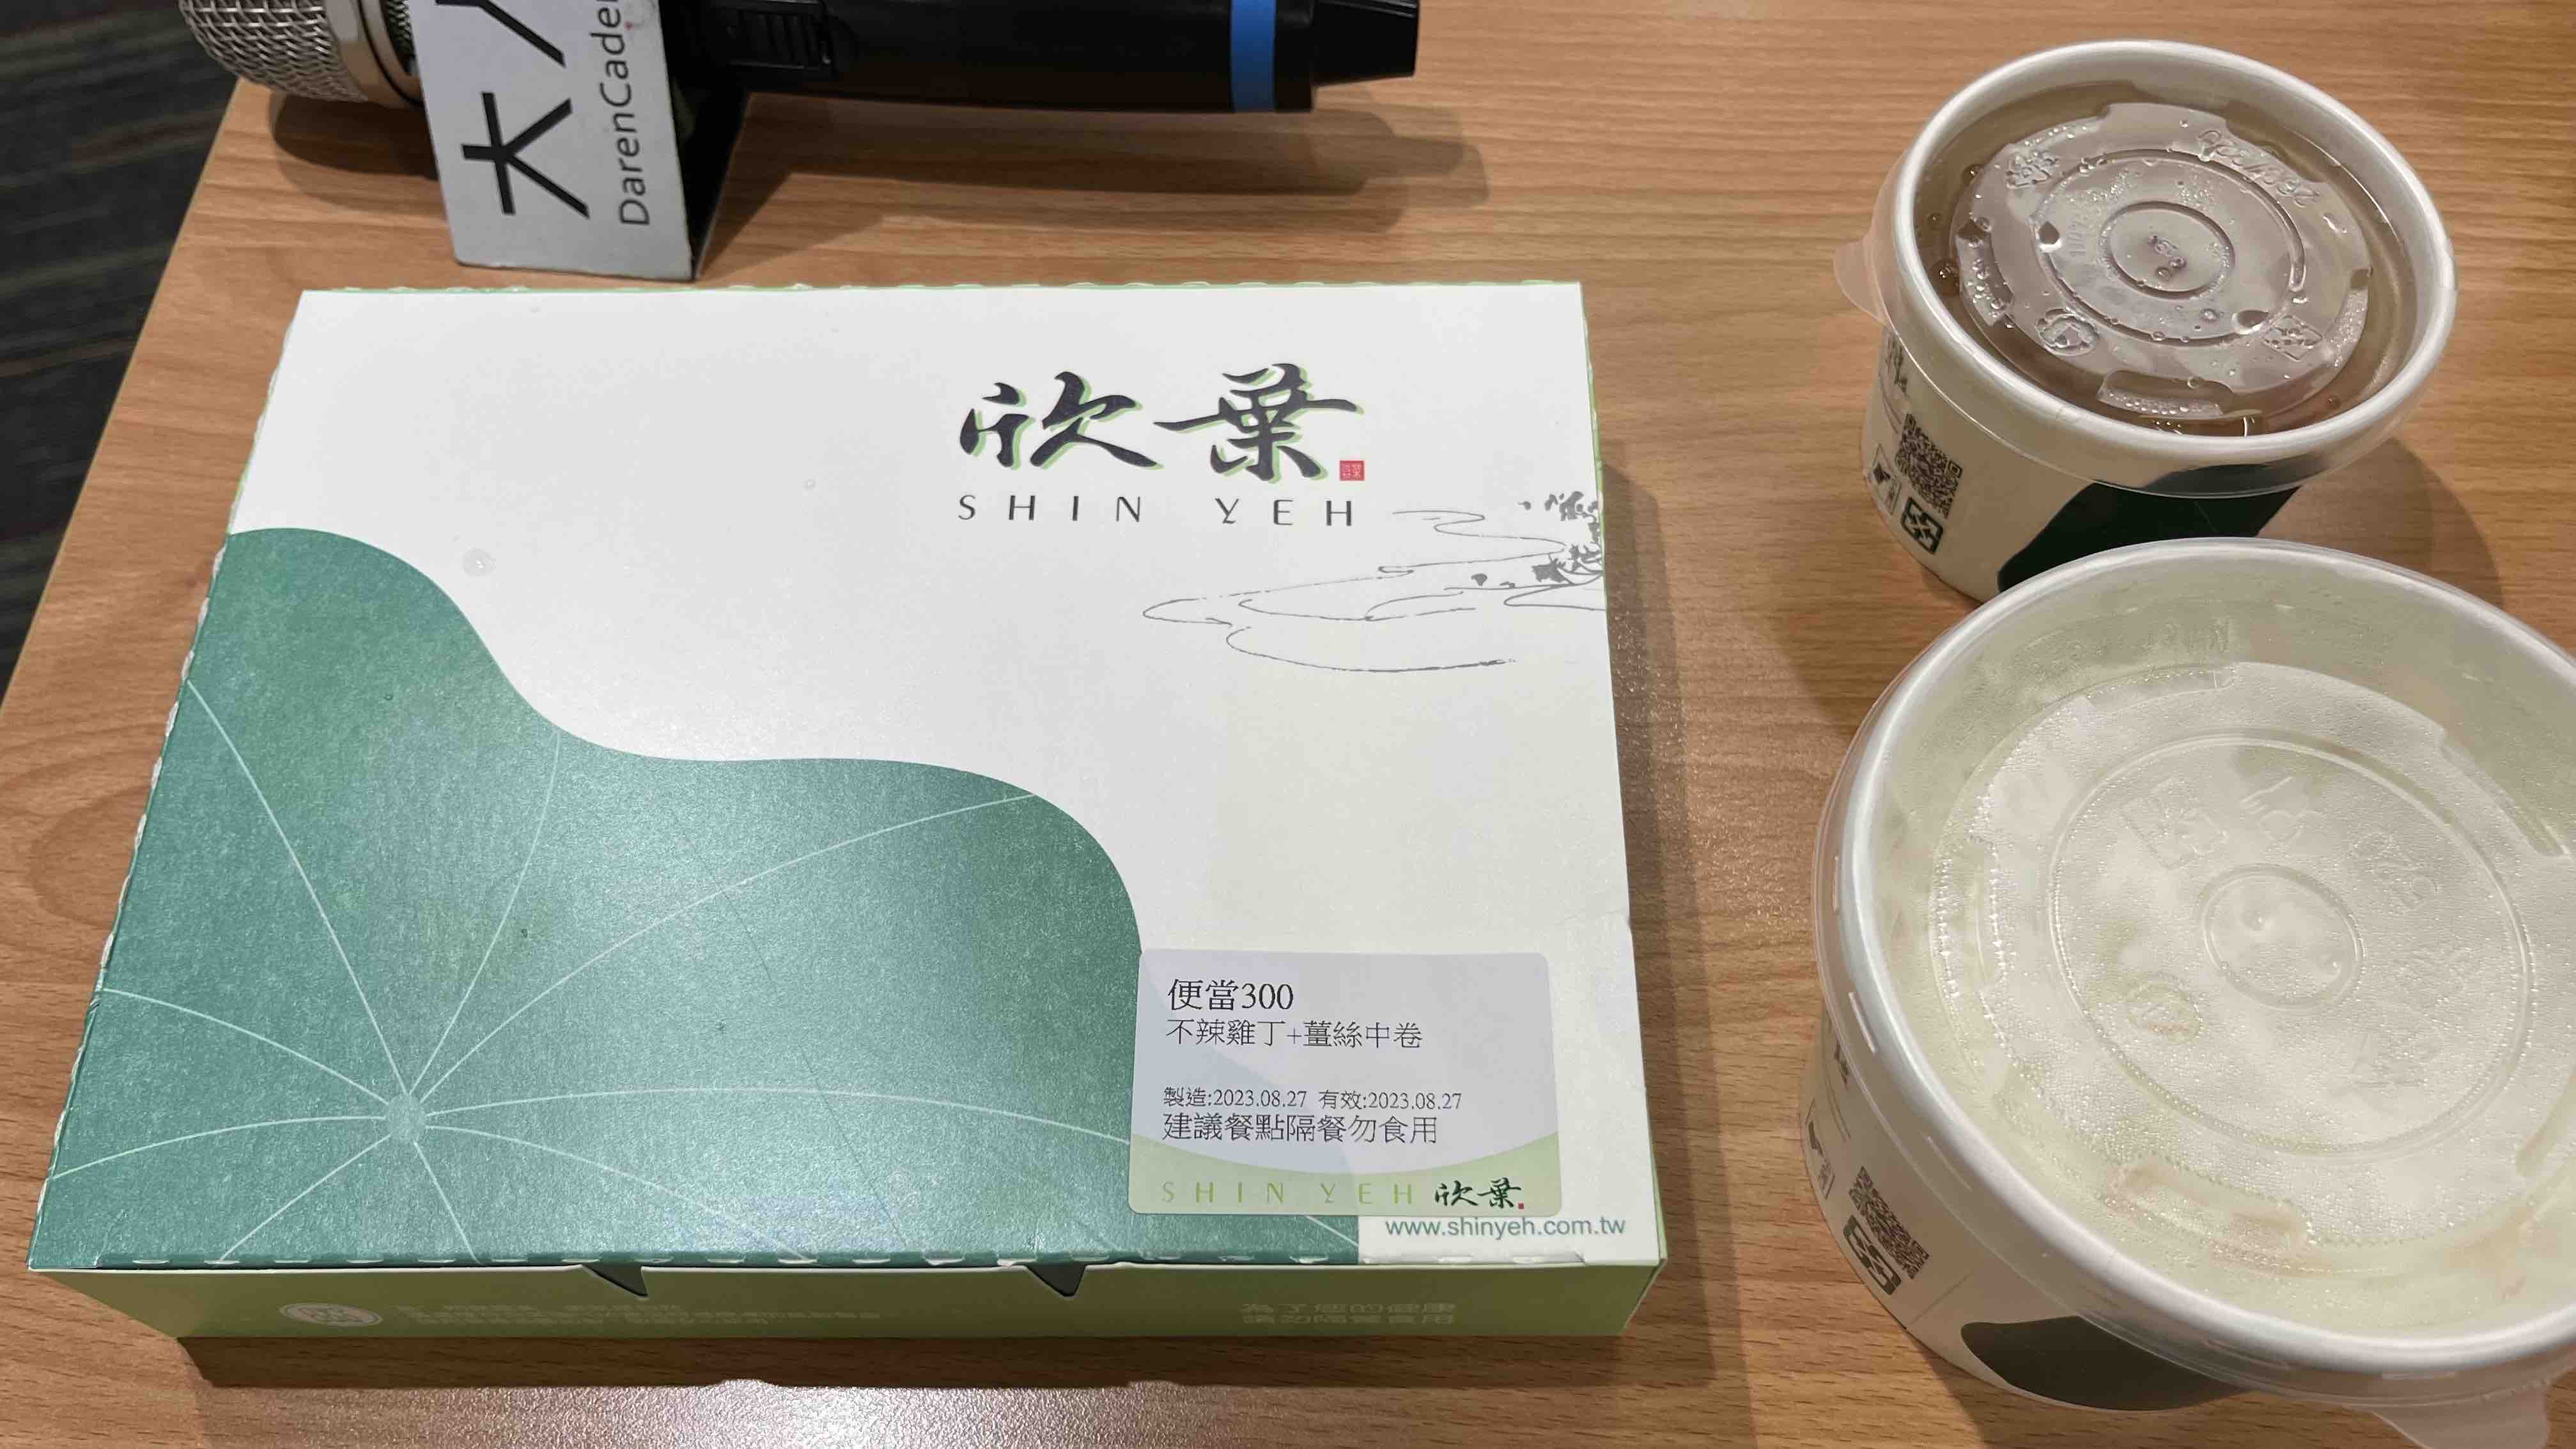 大
DarenCade
欣葉
SHIN YEH
便當300
不辣雞丁+薑絲中卷
製造:2023.08.27 有效:2023.08.27
建議餐點隔餐勿食用
SHIN YEH 欣葉
www.shinyeh.com.tw
為了您的健康
請勿隔餐食用